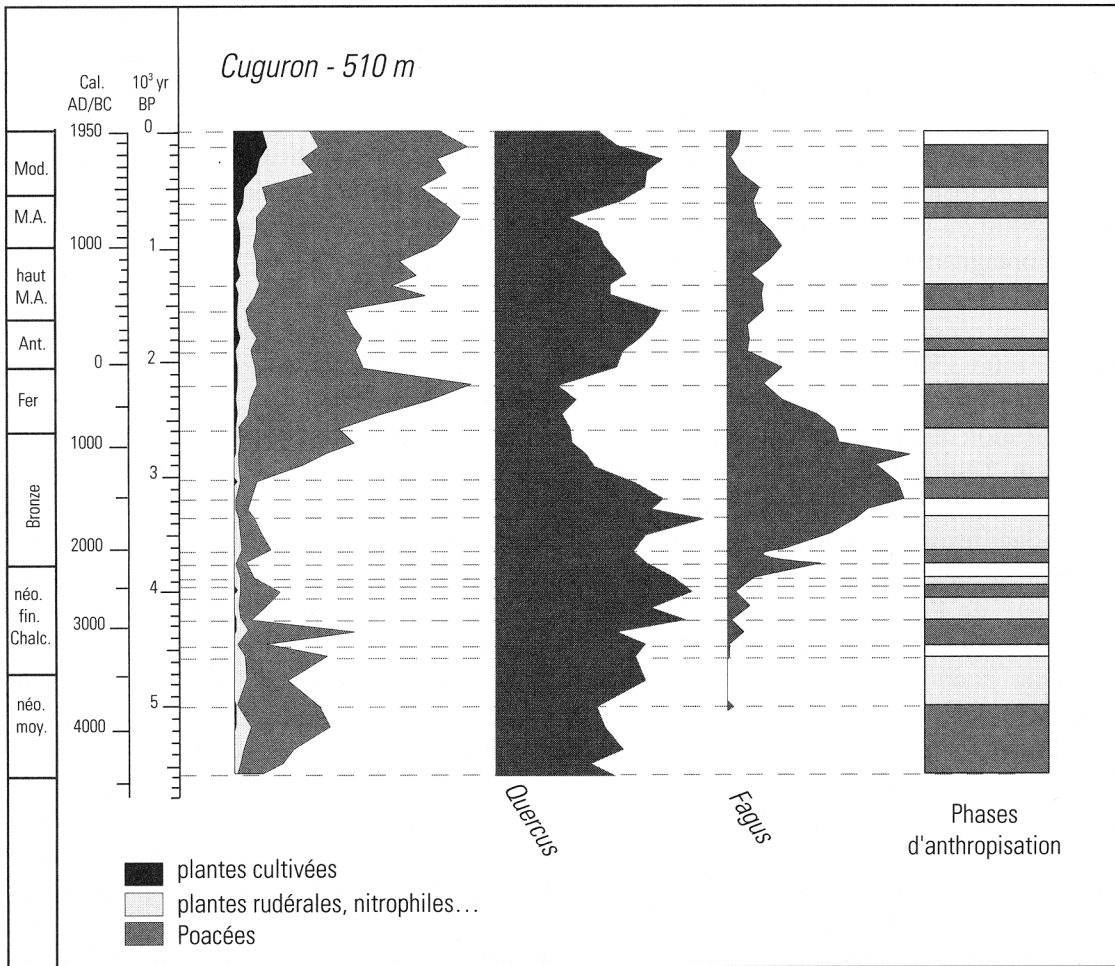 Cuguron - 510 m
Cal.
AD/BC
10³ yr
BP
1950
1000
0
1000
2000
3000
4000
0
1
2
3
4
5
Mod.
M.A.
haut
M.A.
Ant.
Fer
Bronze
néo.
fin.
Chalc.
néo.
moy.
Quercus
Fagus
Phases
d'anthropisation
plantes cultivées
plantes rudérales, nitrophiles...
Poacées